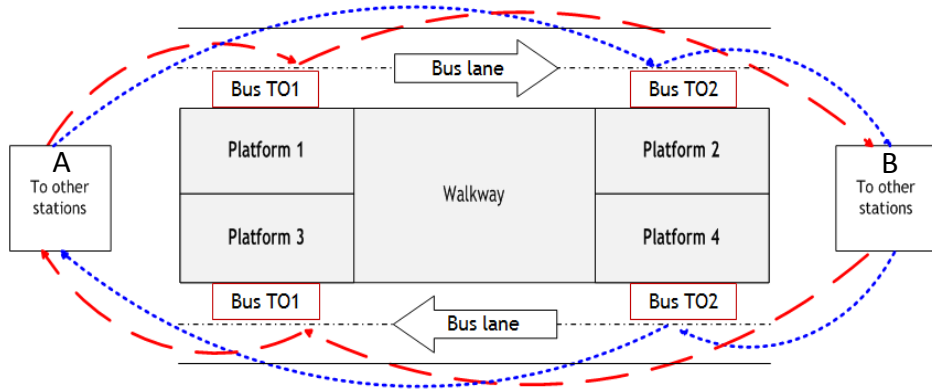 Bus lane
Bus TO1
Bus TO2
A
To other
stations
Platform 1
Platform 2
B
To other
stations
Walkway
Platform 3
Platform 4
Bus TO1
Bus TO2
Bus lane